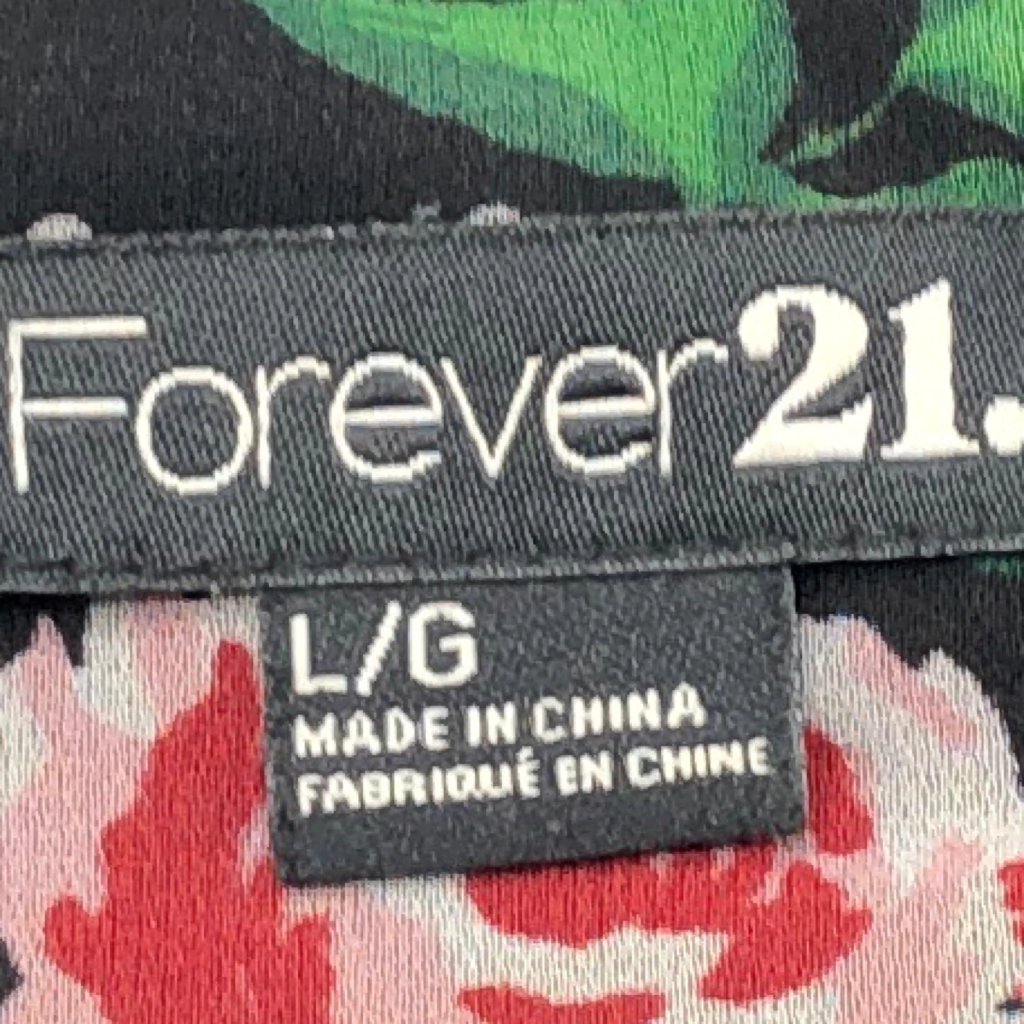 Forever21.
L/G
MADE IN CHINA
FABRIQUÉ EN CHINE